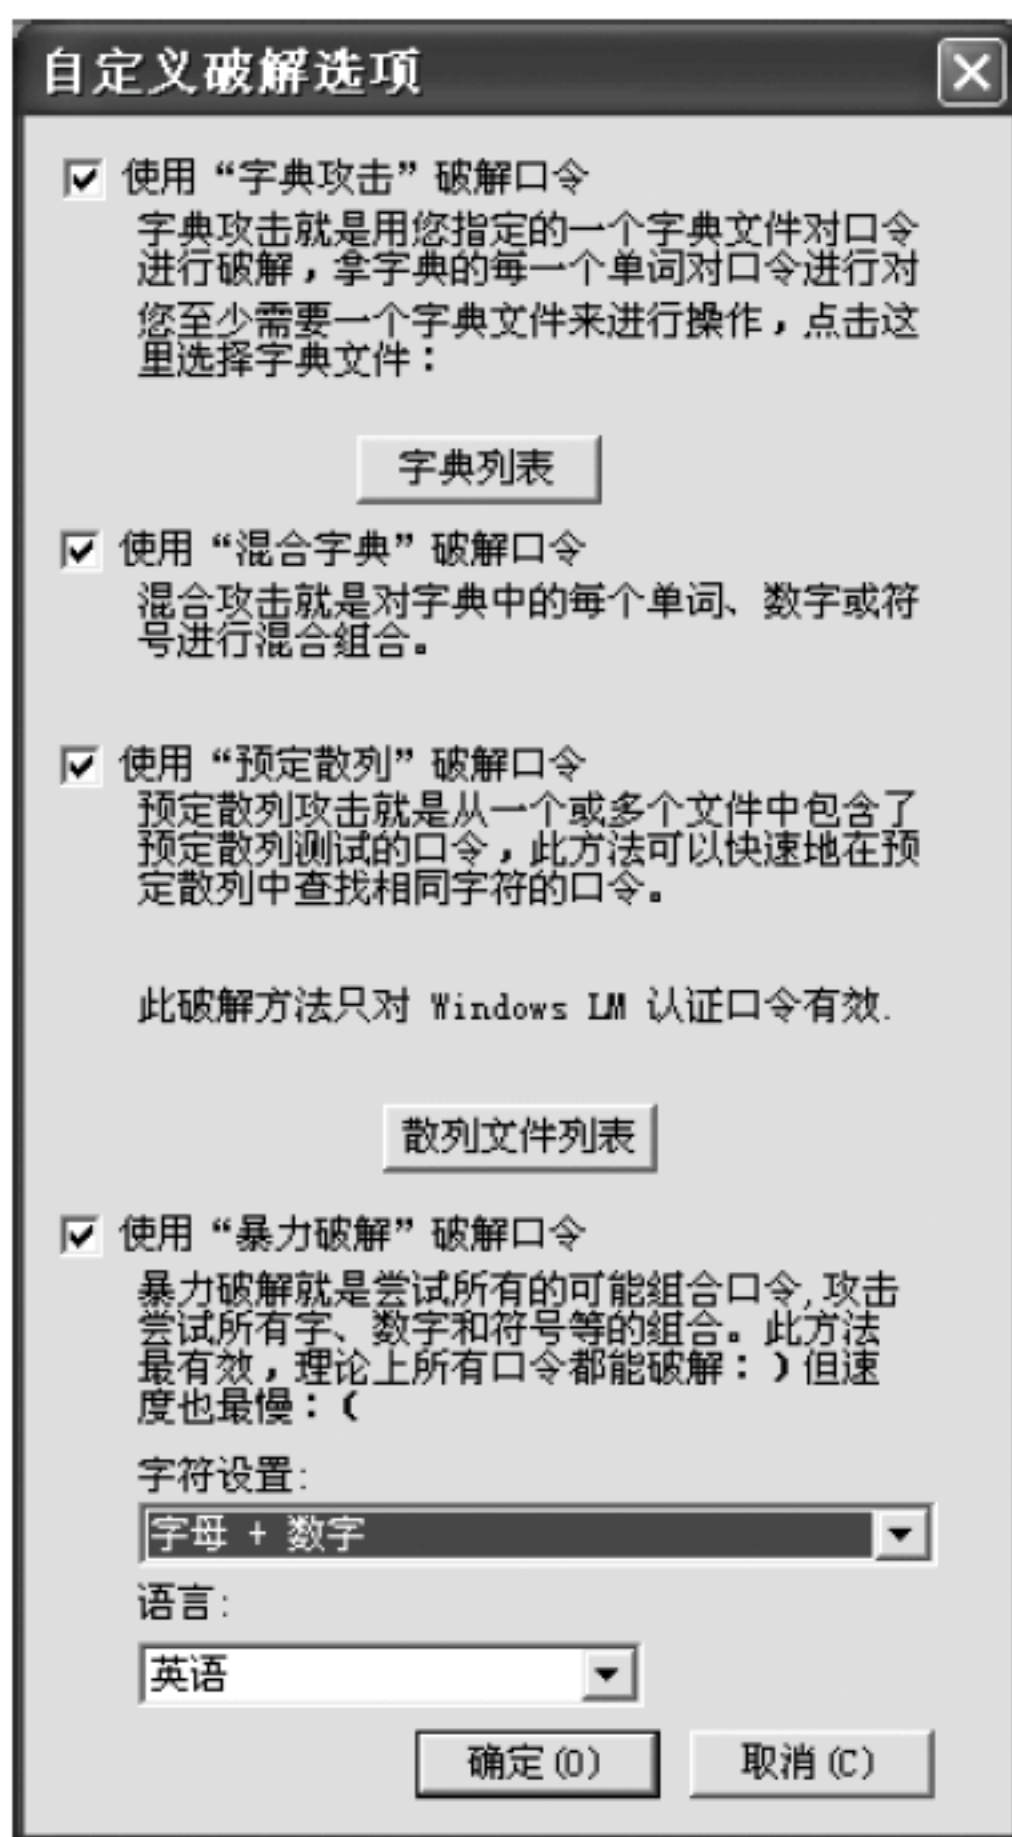 自定义破解选项
使用“字典攻击”破解口令
字典攻击就是用您指定的一个字典文件对口令
进行破解，拿字典的每一个单词对口令进行对
您至少需要一个字典文件来进行操作，点击这
里选择字典文件：
字典列表
使用“混合字典”破解口令
混合攻击就是对字典中的每个单词、数字或符
号进行混合组合。
使用“预定散列”破解口令
预定散列攻击就是从一个或多个文件中包含了
预定散列测试的口令，此方法可以快速地在预
定散列中查找相同字符的口令。
此破解方法只对 Windows LM 认证口令有效.
散列文件列表
使用“暴力破解”破解口令
暴力破解就是尝试所有的可能组合口令,攻击
尝试所有字、数字和符号等的组合。此方法
最有效，理论上所有口令都能破解：）但速
度也最慢：（
字符设置:
字母 + 数字
语言:
英语
确定(O)
取消(C)